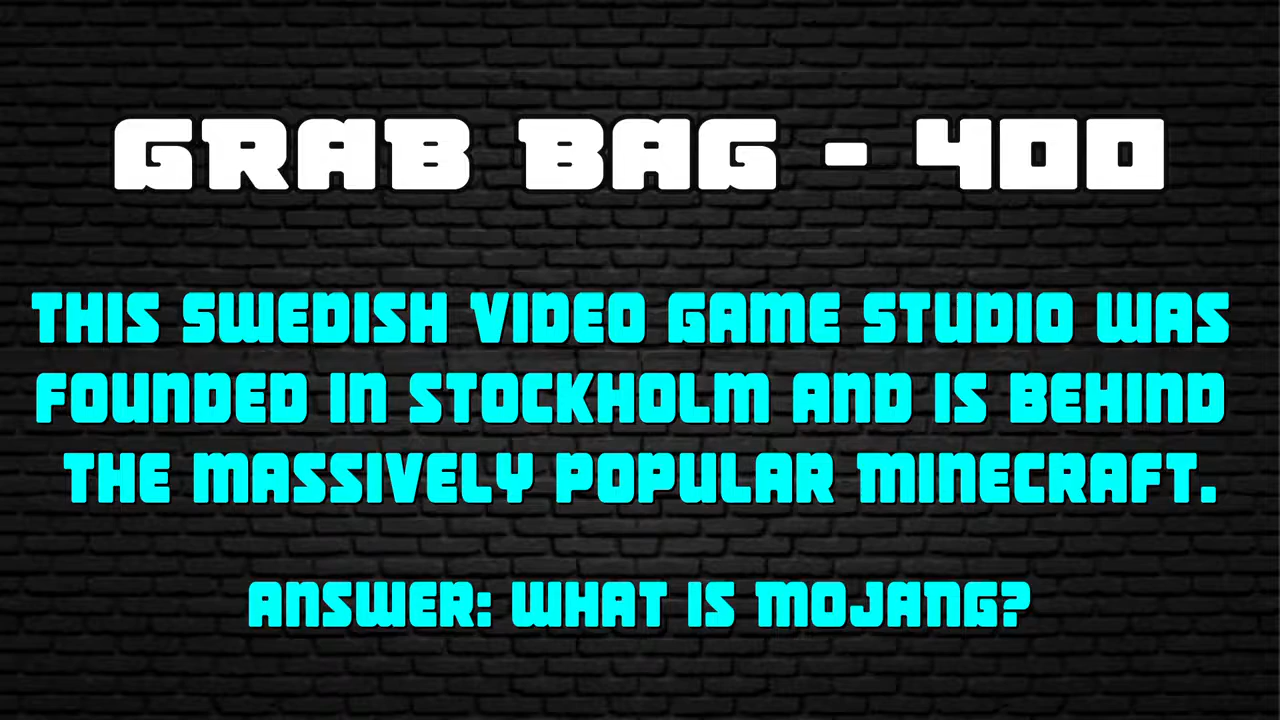 GRAB BAG - 400
THIS SWEDISH VIDEO GAME STUDIO WAS
FOUNDED IN STOCKHOLM AND IS BEHIND
THE MASSIVELY POPULAR MINECRAFT.
ANSWER: WHAT IS MOJANG?